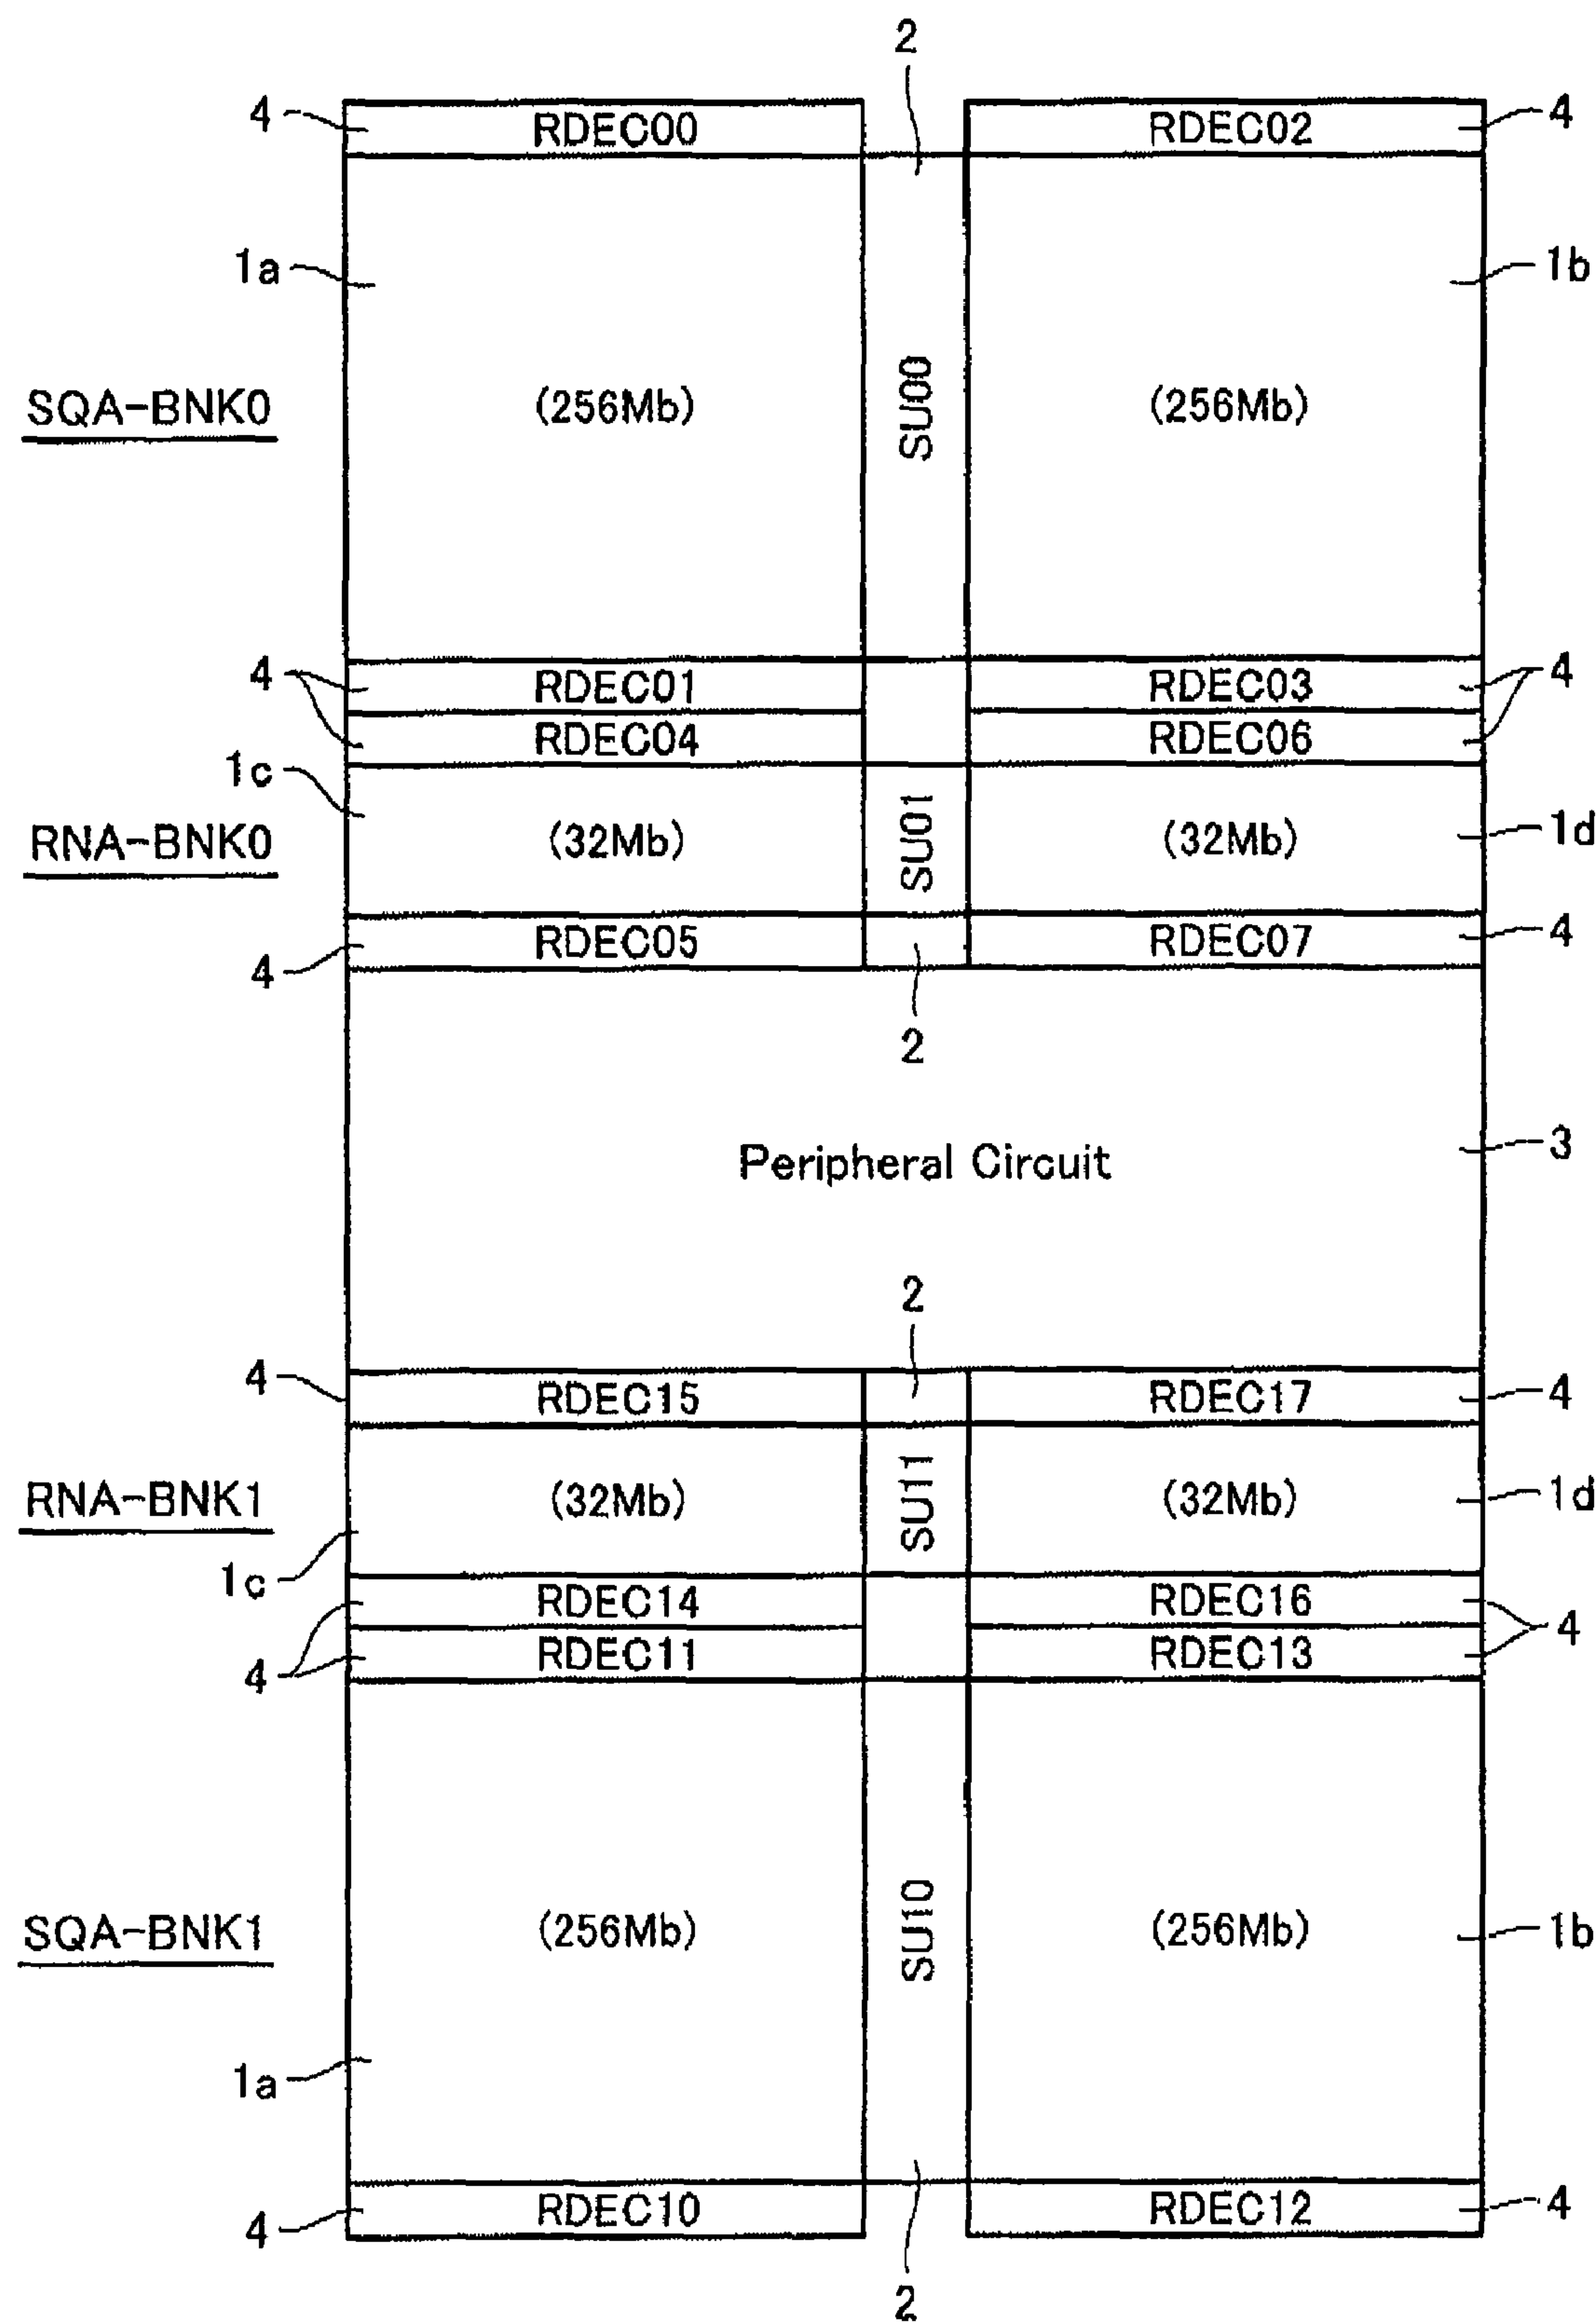 2
4 RDEC00 RDEC02 4
1a 1b
SQA-BNK0 (256Mb) SU00 (256Mb)
4 RDEC01 RDEC03 4
RDEC04 RDEC06
1c
RNA-BNK0 (32Mb) SU01 (32Mb) 1d
4 RDEC05 RDEC07 4
2
Peripheral Circuit 3
2
4 RDEC15 RDEC17 4
RNA-BNK1 (32Mb) SU11 (32Mb) 1d
1c
RDEC14 RDEC16
4 RDEC11 RDEC13 4
SQA-BNK1 (256Mb) SU10 (256Mb) 1b
1a
4 RDEC10 RDEC12 4
2